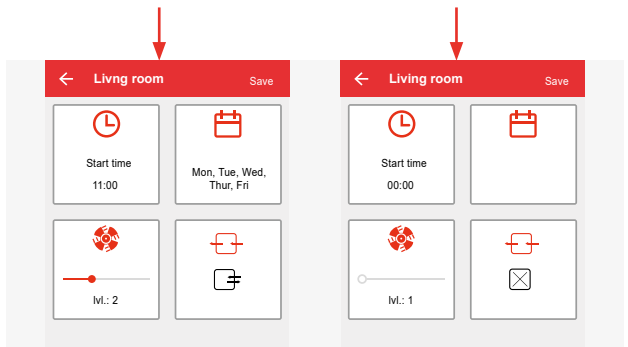 Livng room
Save
Start time
11:00
Mon, Tue, Wed,
Thur, Fri
lvl.: 2
Living room
Save
Start time
00:00
lvl.: 1